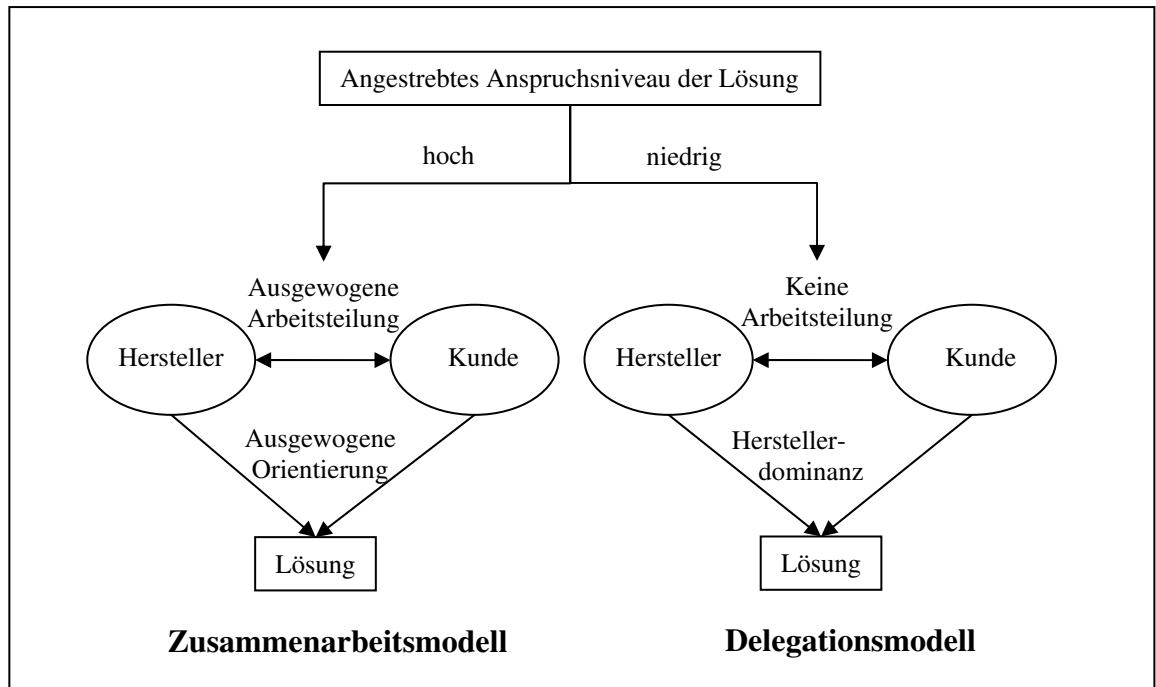 Angestrebtes Anspruchsniveau der Lösung
hoch
niedrig
Ausgewogene
Arbeitsteilung
Hersteller
Kunde
Ausgewogene
Orientierung
Lösung
Zusammenarbeitsmodell
Keine
Arbeitsteilung
Hersteller
Kunde
Hersteller-
dominanz
Lösung
Delegationsmodell